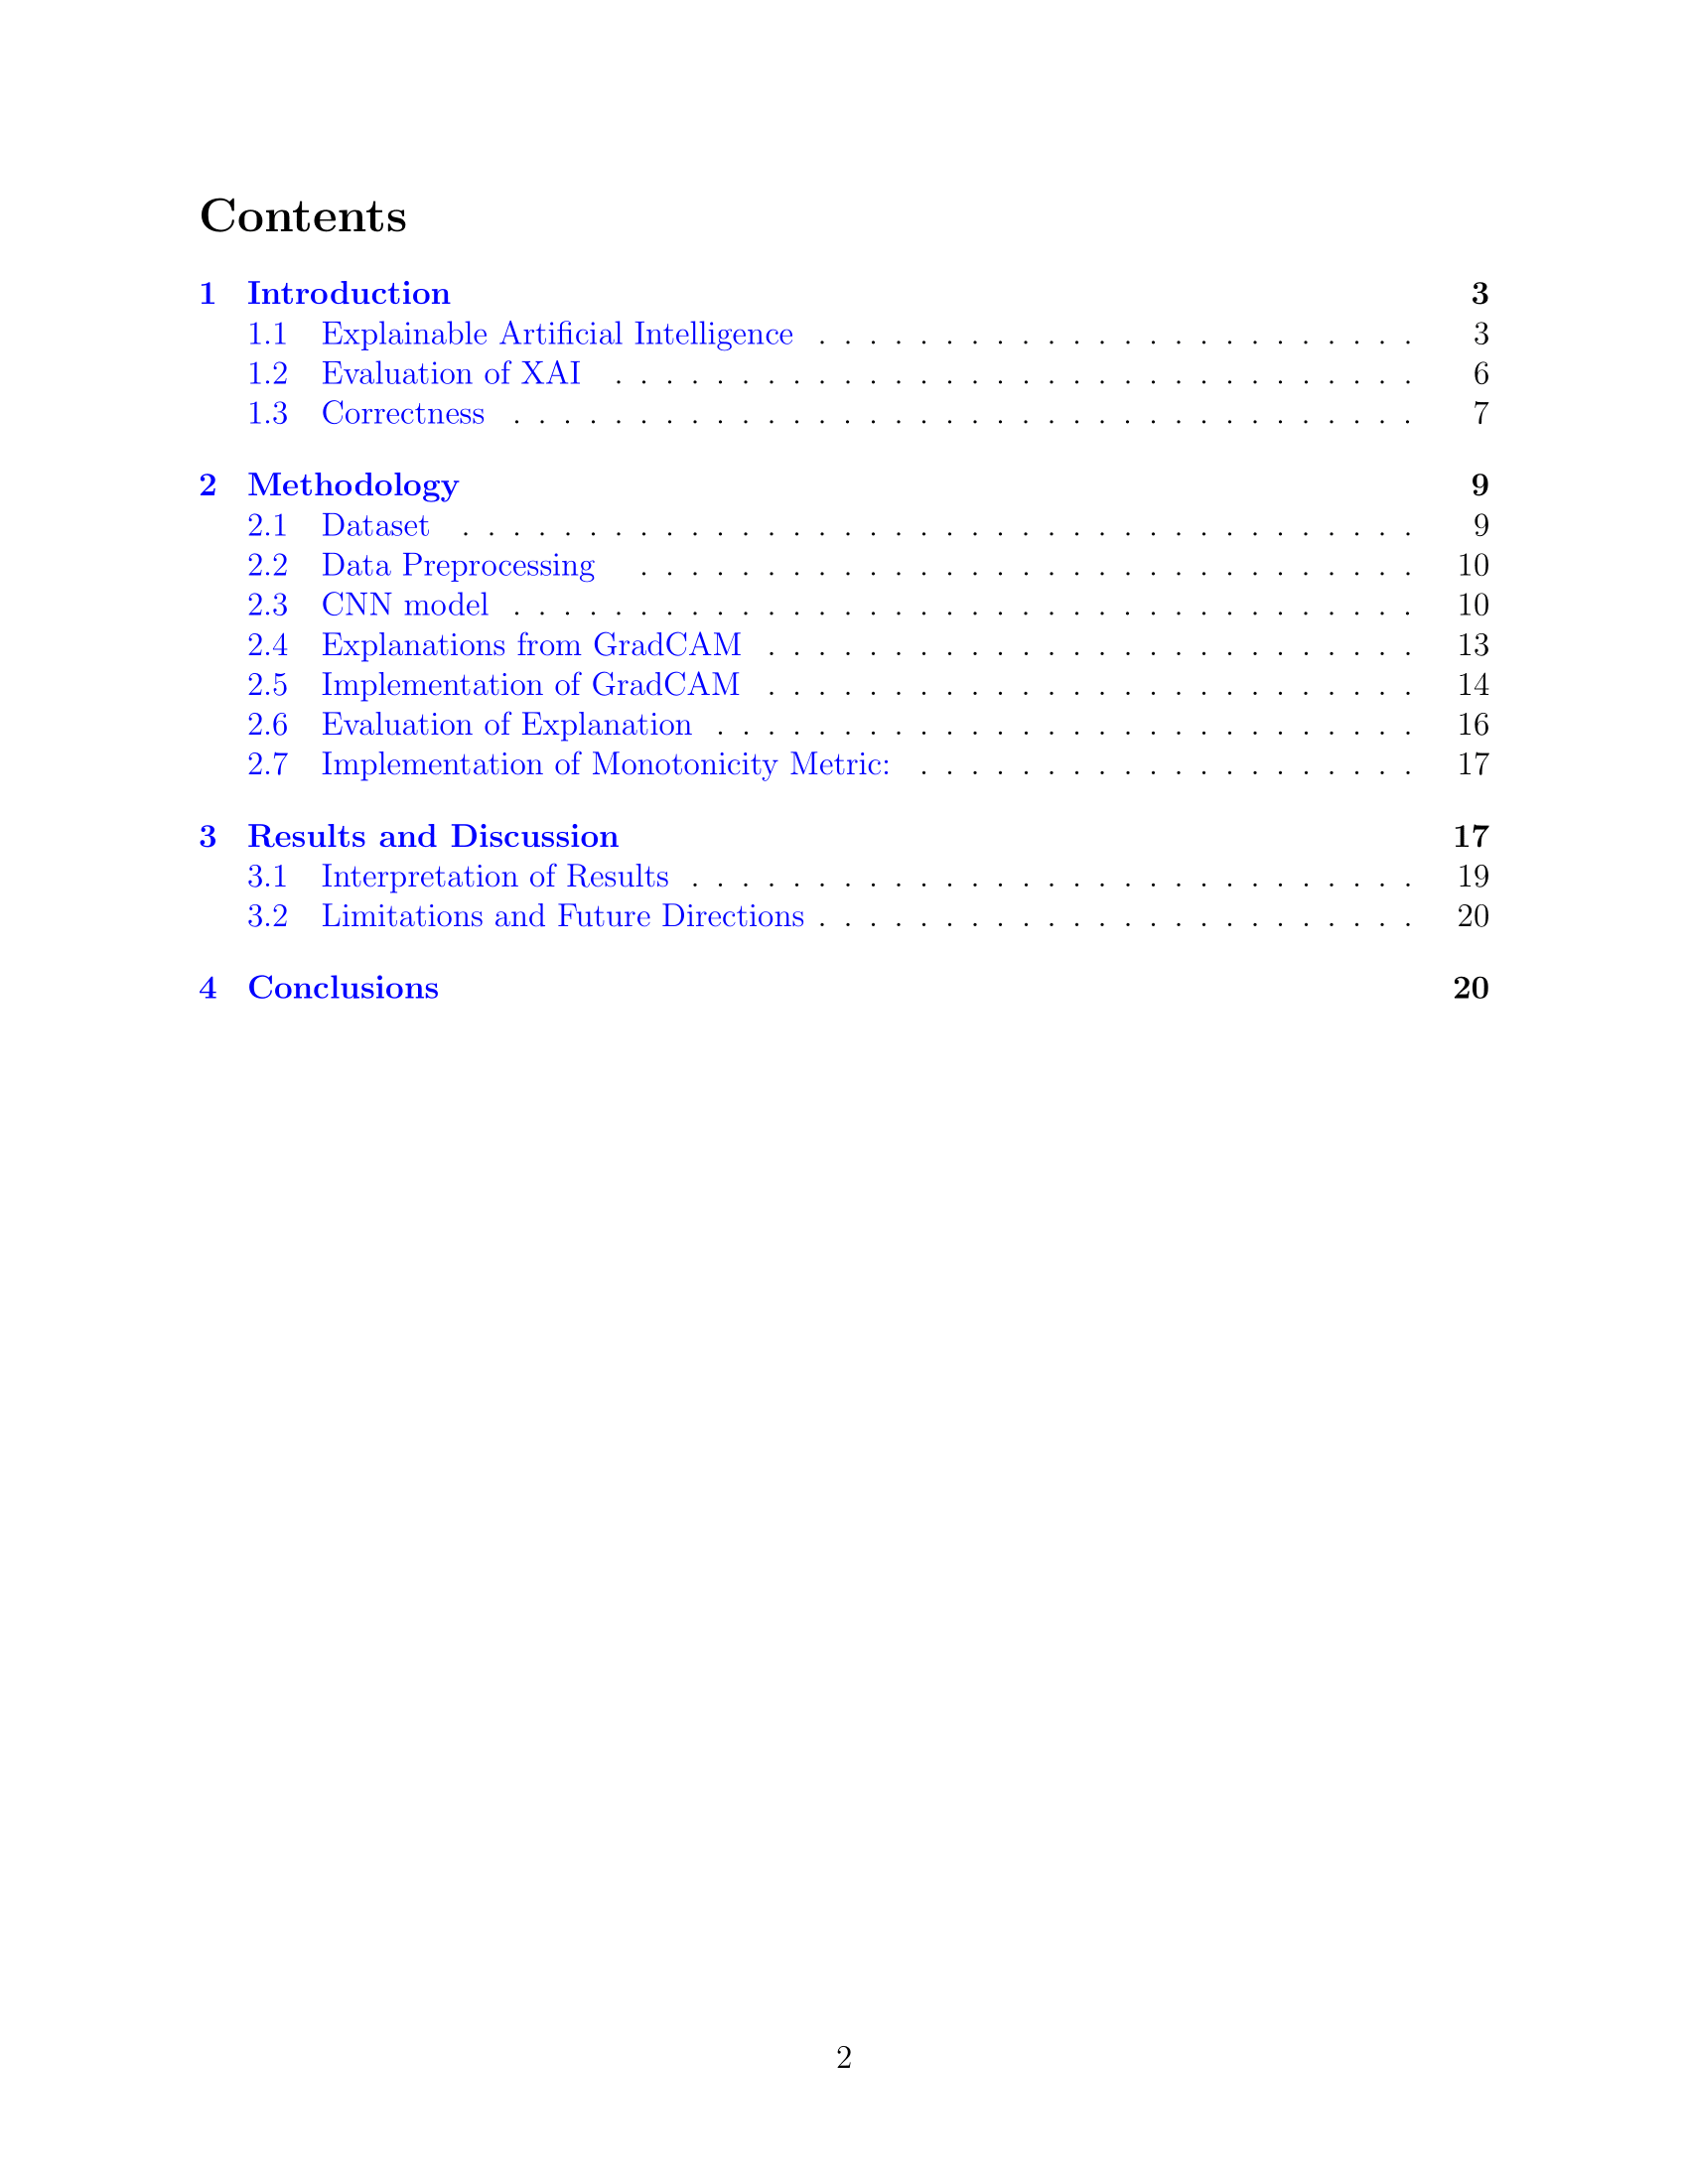 Contents
1 Introduction 3
1.1 Explainable Artificial Intelligence . . . . . . . . . . . . . . . . . . . . . . . . 3
1.2 Evaluation of XAI . . . . . . . . . . . . . . . . . . . . . . . . . . . . . . . . 6
1.3 Correctness . . . . . . . . . . . . . . . . . . . . . . . . . . . . . . . . . . . . 7
2 Methodology 9
2.1 Dataset . . . . . . . . . . . . . . . . . . . . . . . . . . . . . . . . . . . . . . 9
2.2 Data Preprocessing . . . . . . . . . . . . . . . . . . . . . . . . . . . . . . . 10
2.3 CNN model . . . . . . . . . . . . . . . . . . . . . . . . . . . . . . . . . . . . 10
2.4 Explanations from GradCAM . . . . . . . . . . . . . . . . . . . . . . . . . . 13
2.5 Implementation of GradCAM . . . . . . . . . . . . . . . . . . . . . . . . . . 14
2.6 Evaluation of Explanation . . . . . . . . . . . . . . . . . . . . . . . . . . . . 16
2.7 Implementation of Monotonicity Metric: . . . . . . . . . . . . . . . . . . . . 17
3 Results and Discussion 17
3.1 Interpretation of Results . . . . . . . . . . . . . . . . . . . . . . . . . . . . . 19
3.2 Limitations and Future Directions . . . . . . . . . . . . . . . . . . . . . . . . 20
4 Conclusions 20
2